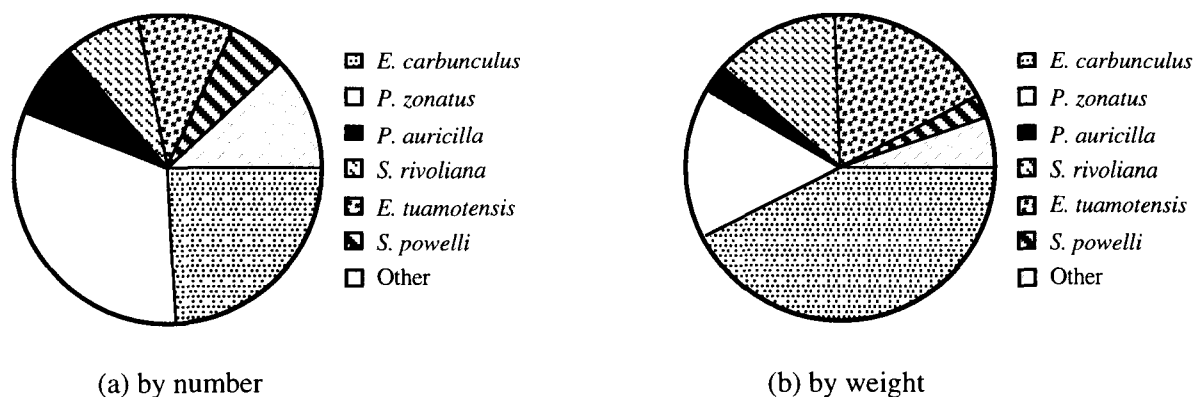 E. carbunculus
P. zonatus
P. auricilla
S. rivoliana
E. tuamotensis
S. powelli
Other
(a) by number
E. carbunculus
P. zonatus
P. auricilla
S. rivoliana
E. tuamotensis
S. powelli
Other
(b) by weight